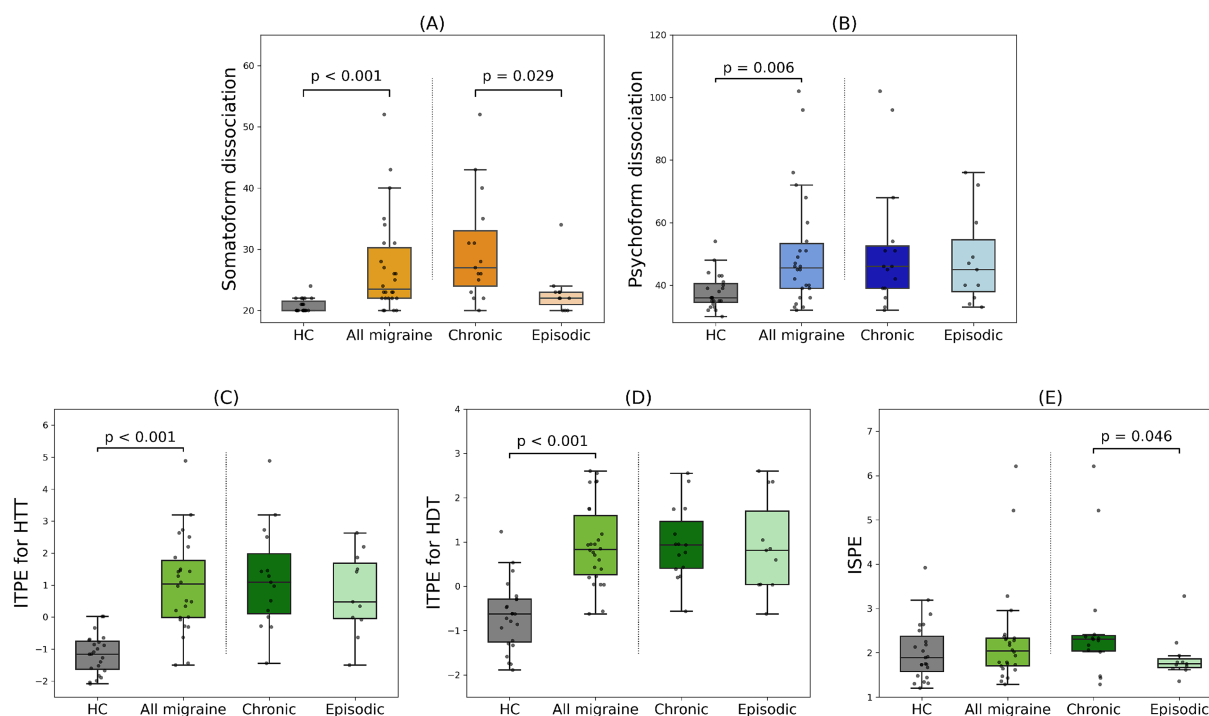 (A)
Somatoform dissociation
60
50
40
30
20
p < 0.001
p = 0.029
HC
All migraine
Chronic
Episodic
(B)
Psychoform dissociation
120
100
80
60
40
p = 0.006
HC
All migraine
Chronic
Episodic
(C)
ITPE for HTT
6
5
4
3
2
1
0
−1
−2
p < 0.001
HC
All migraine
Chronic
Episodic
(D)
ITPE for HDT
4
3
2
1
0
−1
−2
p < 0.001
HC
All migraine
Chronic
Episodic
(E)
ISPE
7
6
5
4
3
2
1
p = 0.046
HC
All migraine
Chronic
Episodic